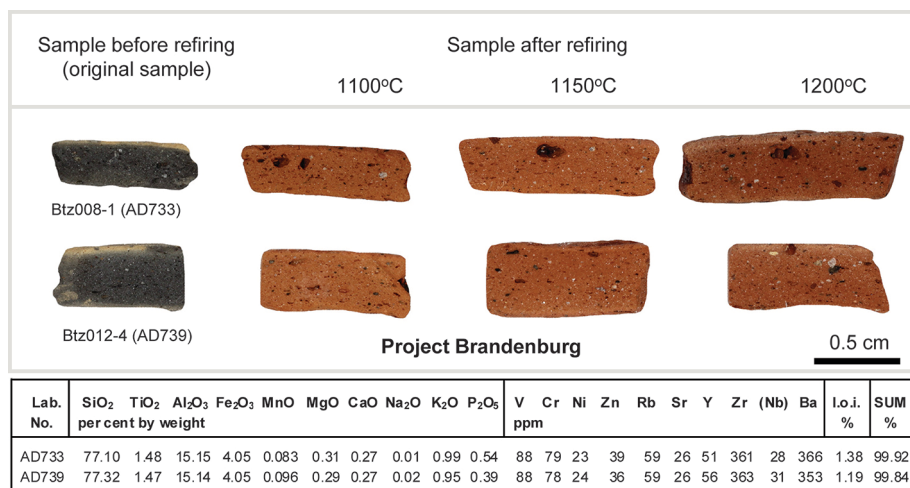 Sample before refiring
(original sample)
Sample after refiring
1100°C 1150°C 1200°C
Btz008-1 (AD733)
Btz012-4 (AD739)
Project Brandenburg
0.5 cm
Lab. SiO₂ TiO₂ Al₂O₃ Fe₂O₃ MnO MgO CaO Na₂O K₂O P₂O₅ V Cr Ni Zn Rb Sr Y Zr (Nb) Ba l.o.i. SUM
No. per cent by weight ppm % %
AD733 77.10 1.48 15.15 4.05 0.083 0.31 0.27 0.01 0.99 0.54 88 79 23 39 59 26 51 361 28 366 1.38 99.92
AD739 77.32 1.47 15.14 4.05 0.096 0.29 0.27 0.02 0.95 0.39 88 78 24 36 59 26 56 363 31 353 1.19 99.84